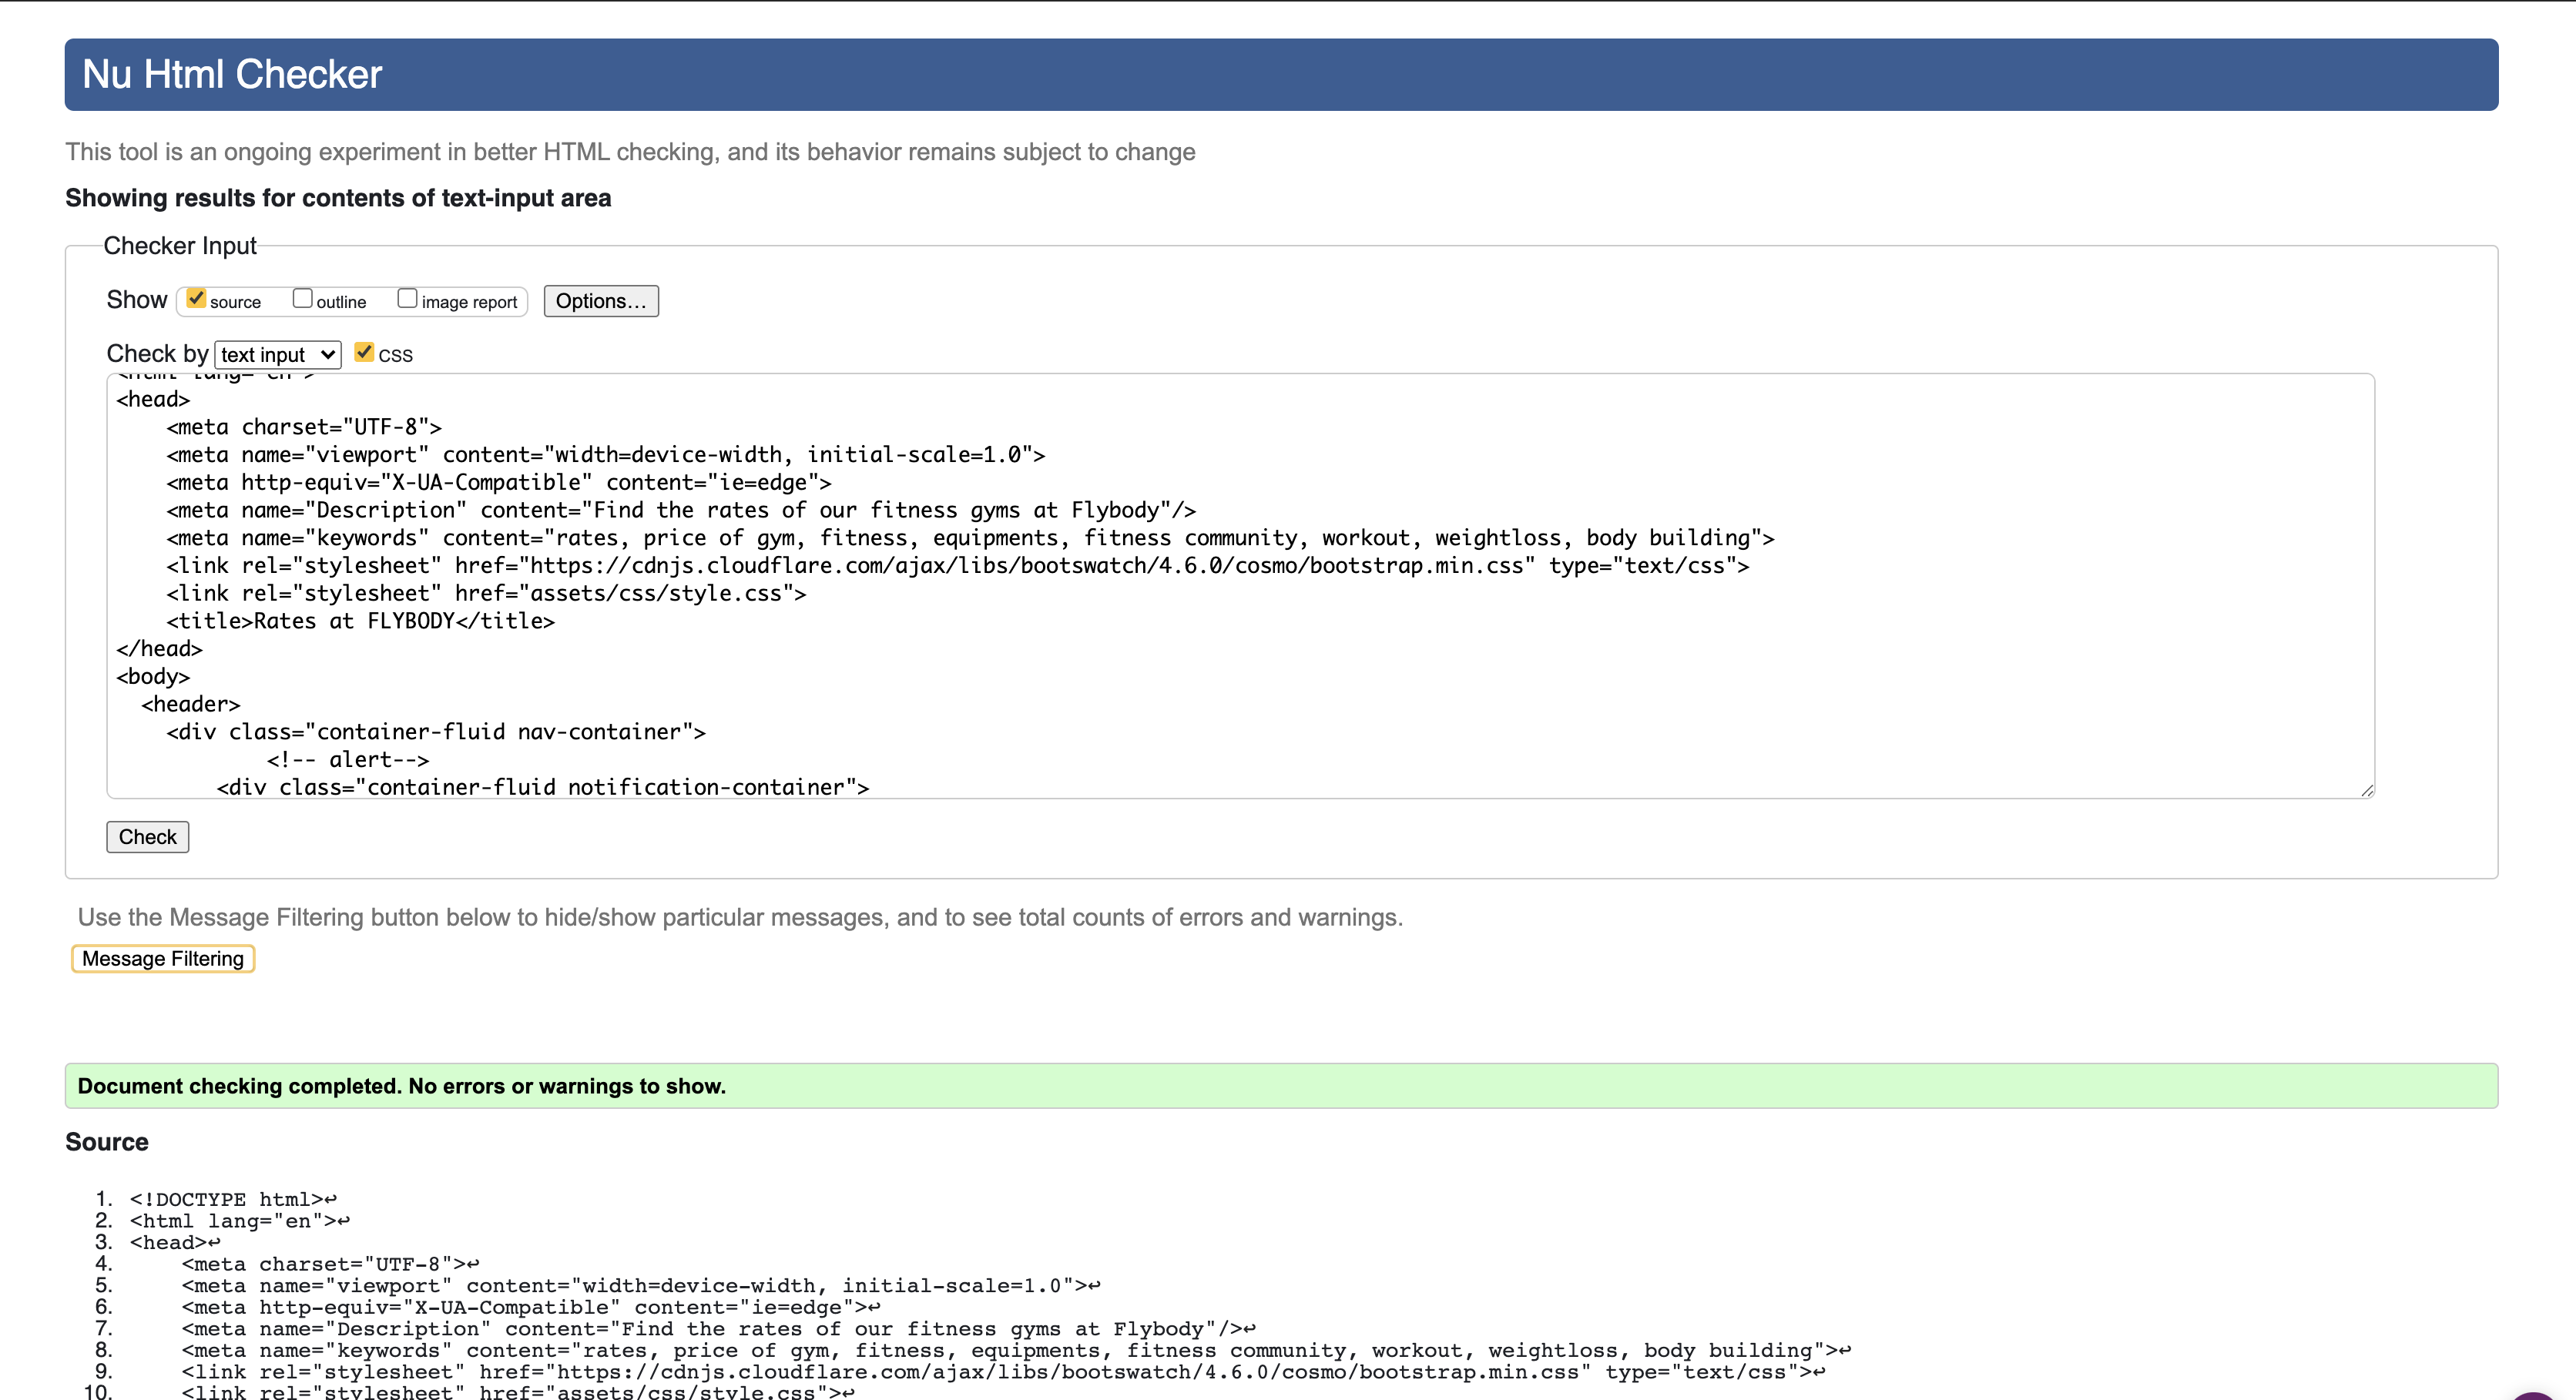 Nu Html Checker
This tool is an ongoing experiment in better HTML checking, and its behavior remains subject to change
Showing results for contents of text-input area
Checker Input
Show source outline image report Options...
Check by text input CSS
<html lang="en">
<head>
    <meta charset="UTF-8">
    <meta name="viewport" content="width=device-width, initial-scale=1.0">
    <meta http-equiv="X-UA-Compatible" content="ie=edge">
    <meta name="Description" content="Find the rates of our fitness gyms at Flybody"/>
    <meta name="keywords" content="rates, price of gym, fitness, equipments, fitness community, workout, weightloss, body building">
    <link rel="stylesheet" href="https://cdnjs.cloudflare.com/ajax/libs/bootswatch/4.6.0/cosmo/bootstrap.min.css" type="text/css">
    <link rel="stylesheet" href="assets/css/style.css">
    <title>Rates at FLYBODY</title>
</head>
<body>
  <header>
    <div class="container-fluid nav-container">
            <!-- alert-->
        <div class="container-fluid notification-container">
Check
Use the Message Filtering button below to hide/show particular messages, and to see total counts of errors and warnings.
Message Filtering
Document checking completed. No errors or warnings to show.
Source
1. <!DOCTYPE html>↩
2. <html lang="en">↩
3. <head>↩
4.     <meta charset="UTF-8">↩
5.     <meta name="viewport" content="width=device-width, initial-scale=1.0">↩
6.     <meta http-equiv="X-UA-Compatible" content="ie=edge">↩
7.     <meta name="Description" content="Find the rates of our fitness gyms at Flybody"/>↩
8.     <meta name="keywords" content="rates, price of gym, fitness, equipments, fitness community, workout, weightloss, body building">↩
9.     <link rel="stylesheet" href="https://cdnjs.cloudflare.com/ajax/libs/bootswatch/4.6.0/cosmo/bootstrap.min.css" type="text/css">↩
10.     <link rel="stylesheet" href="assets/css/style.css">↩